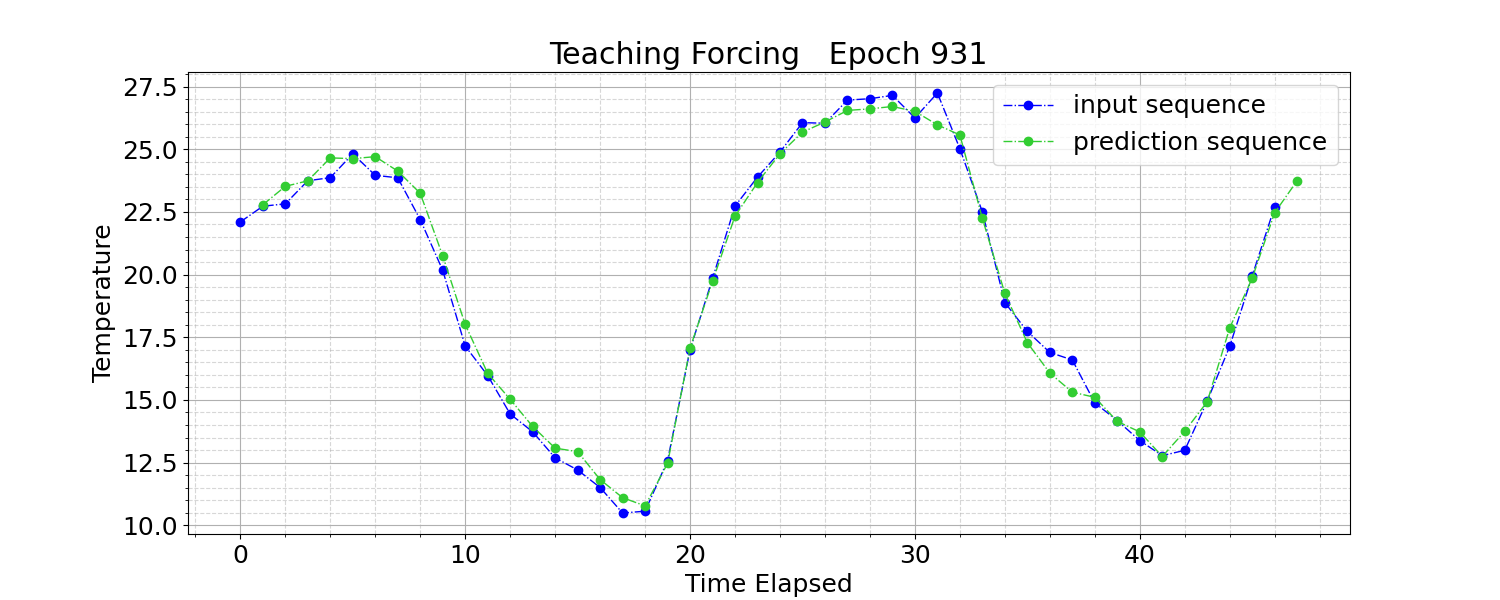 Teaching Forcing   Epoch 931
27.5
25.0
22.5
20.0
17.5
15.0
12.5
10.0
Temperature
input sequence
prediction sequence
0 10 20 30 40
Time Elapsed